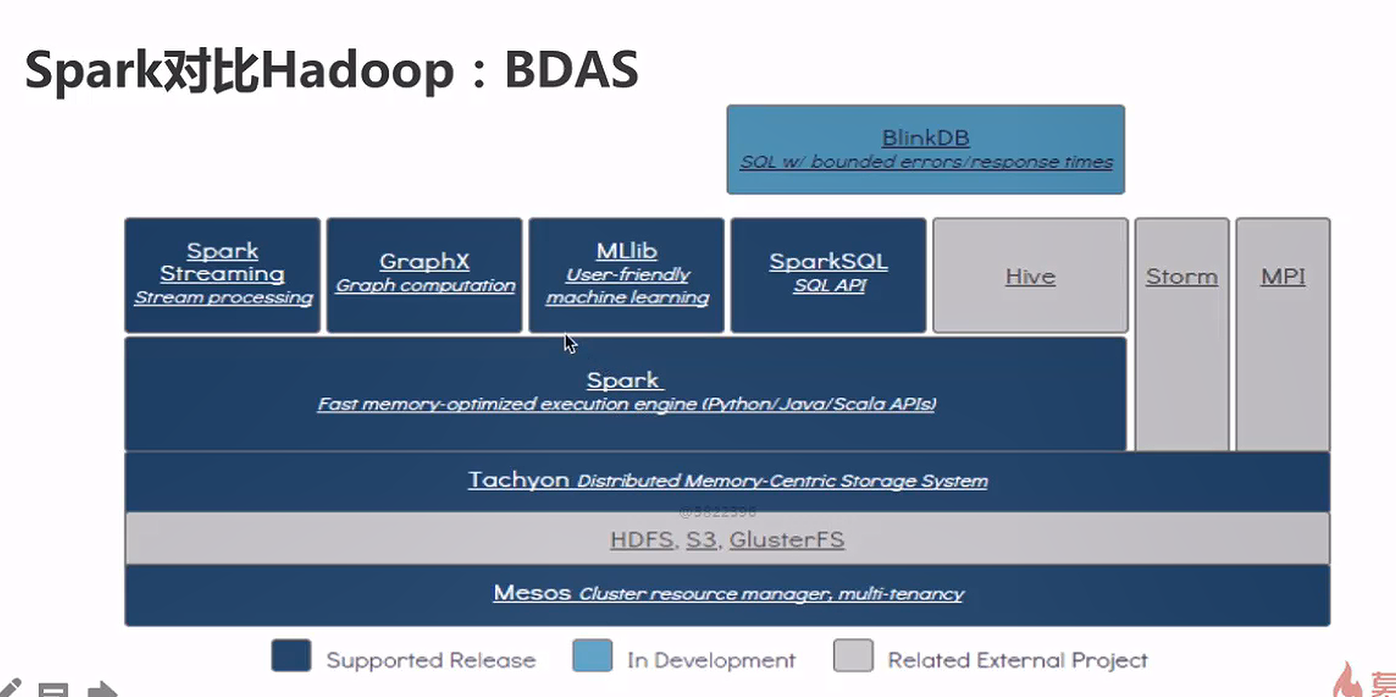 Spark对比Hadoop：BDAS
BlinkDB
SQL w/ bounded errors/response times
Spark
Streaming
Stream processing
GraphX
Graph computation
MLlib
User-friendly
machine learning
SparkSQL
SQL API
Hive
Storm
MPI
Spark
Fast memory-optimized execution engine (Python/Java/Scala APIs)
Tachyon Distributed Memory-Centric Storage System
HDFS, S3, GlusterFS
Mesos Cluster resource manager, multi-tenancy
Supported Release
In Development
Related External Project